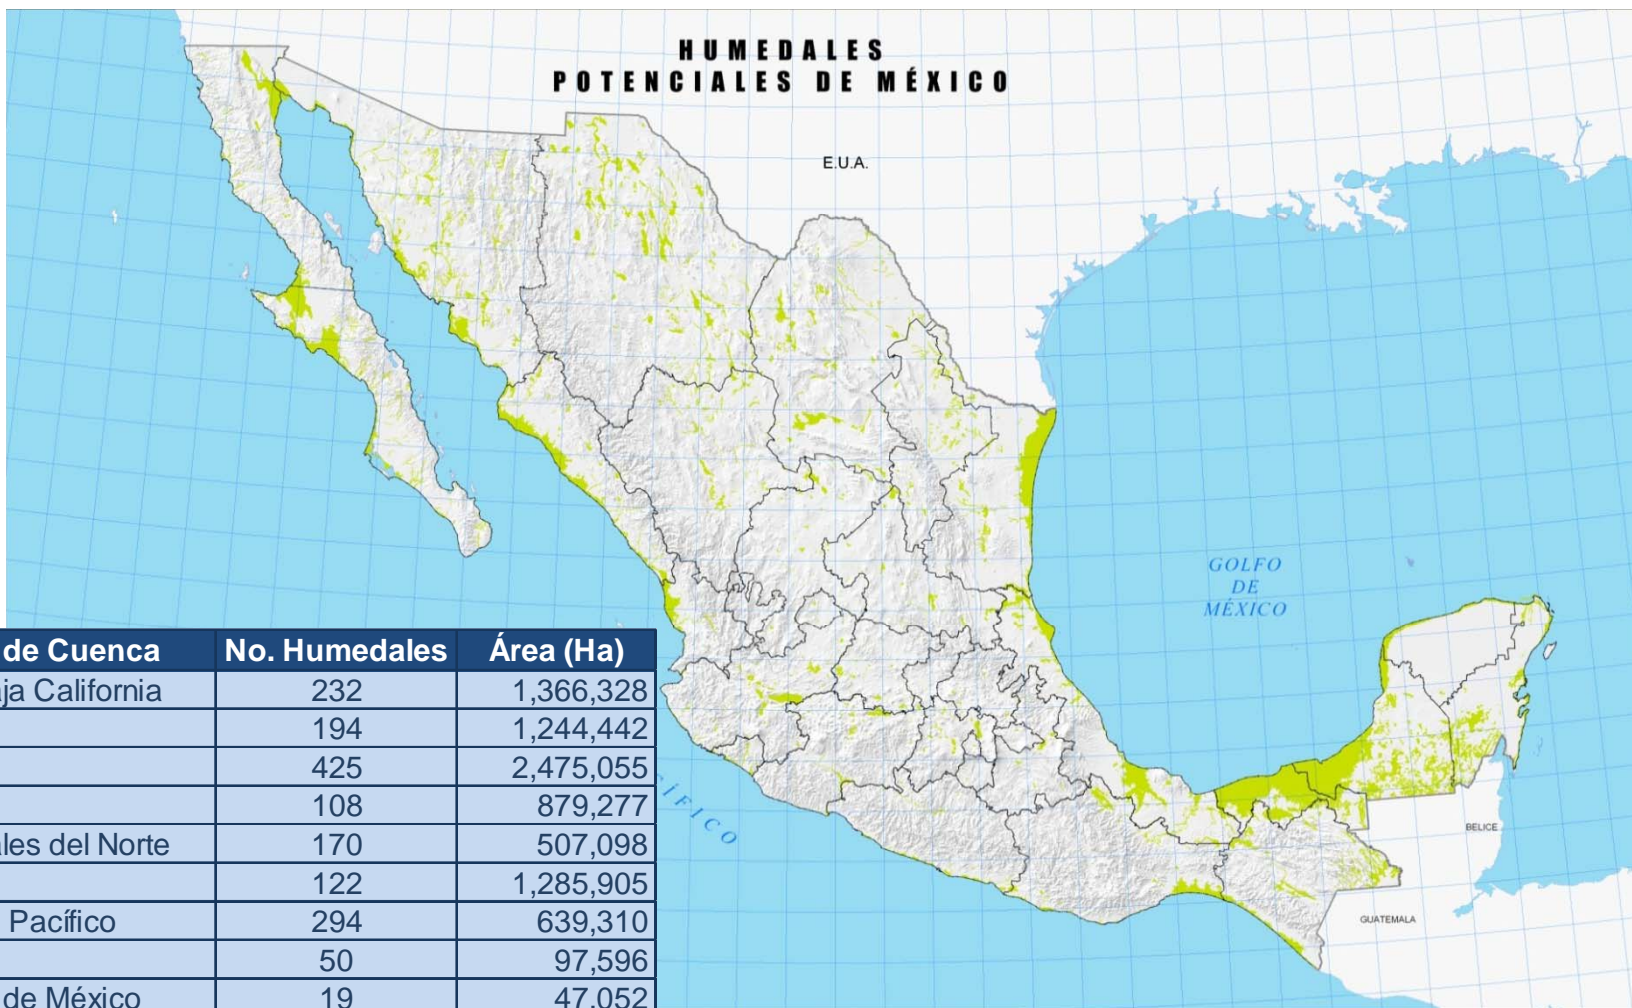 HUMEDALES
POTENCIALES DE MÉXICO
E.U.A.
GOLFO
DE
MÉXICO
BELICE
GUATEMALA
de Cuenca No. Humedales Área (Ha)
California 232 1,366,328
194 1,244,442
425 2,475,055
108 879,277
del Norte 170 507,098
122 1,285,905
Pacífico 294 639,310
50 97,596
de México 19 47,052